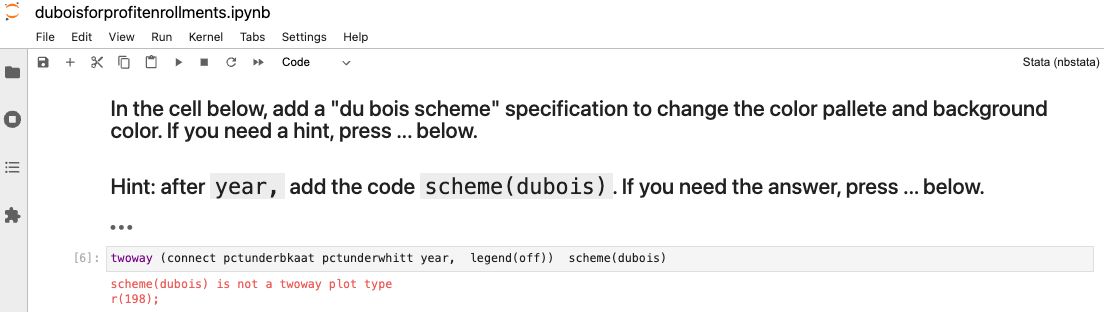 duboisforprofitenrollments.ipynb
File Edit View Run Kernel Tabs Settings Help
Code
Stata (nbstata)
In the cell below, add a "du bois scheme" specification to change the color pallete and background
color. If you need a hint, press ... below.
Hint: after year, add the code scheme(dubois). If you need the answer, press ... below.
•••
[6]: twoway (connect pctunderbkaat pctunderwhitt year,  legend(off))  scheme(dubois)
scheme(dubois) is not a twoway plot type
r(198);